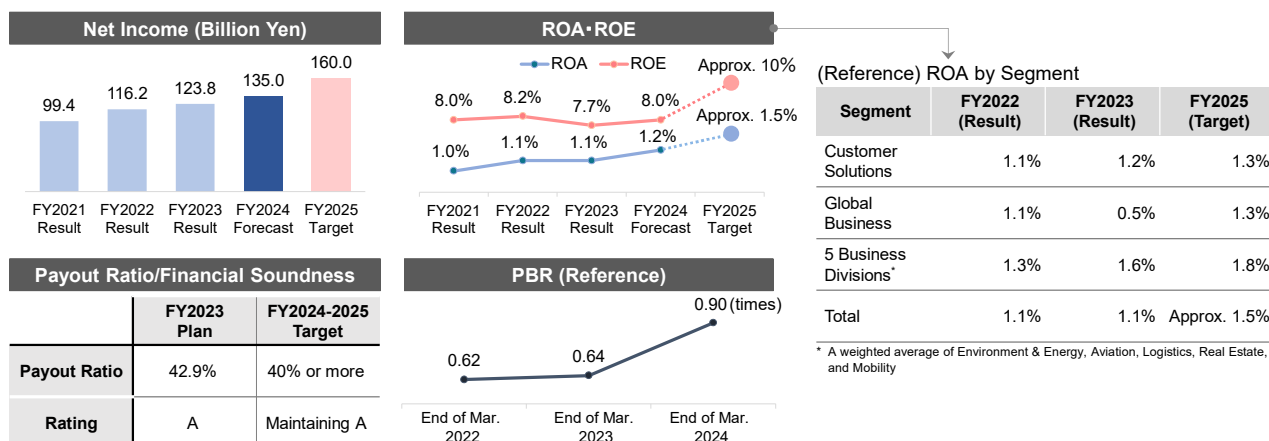 Net Income (Billion Yen)
99.4
116.2
123.8
135.0
160.0
FY2021
Result
FY2022
Result
FY2023
Result
FY2024
Forecast
FY2025
Target
ROA･ROE
ROA
ROE
8.0%
8.2%
7.7%
8.0%
Approx. 10%
1.0%
1.1%
1.1%
1.2%
Approx. 1.5%
FY2021
Result
FY2022
Result
FY2023
Result
FY2024
Forecast
FY2025
Target
(Reference) ROA by Segment
Segment
FY2022
(Result)
FY2023
(Result)
FY2025
(Target)
Customer
Solutions
1.1%
1.2%
1.3%
Global
Business
1.1%
0.5%
1.3%
5 Business
Divisions*
1.3%
1.6%
1.8%
Total
1.1%
1.1%
Approx. 1.5%
* A weighted average of Environment & Energy, Aviation, Logistics, Real Estate,
and Mobility
Payout Ratio/Financial Soundness
FY2023
Plan
FY2024-2025
Target
Payout Ratio
42.9%
40% or more
Rating
A
Maintaining A
PBR (Reference)
0.62
0.64
0.90 (times)
End of Mar.
2022
End of Mar.
2023
End of Mar.
2024